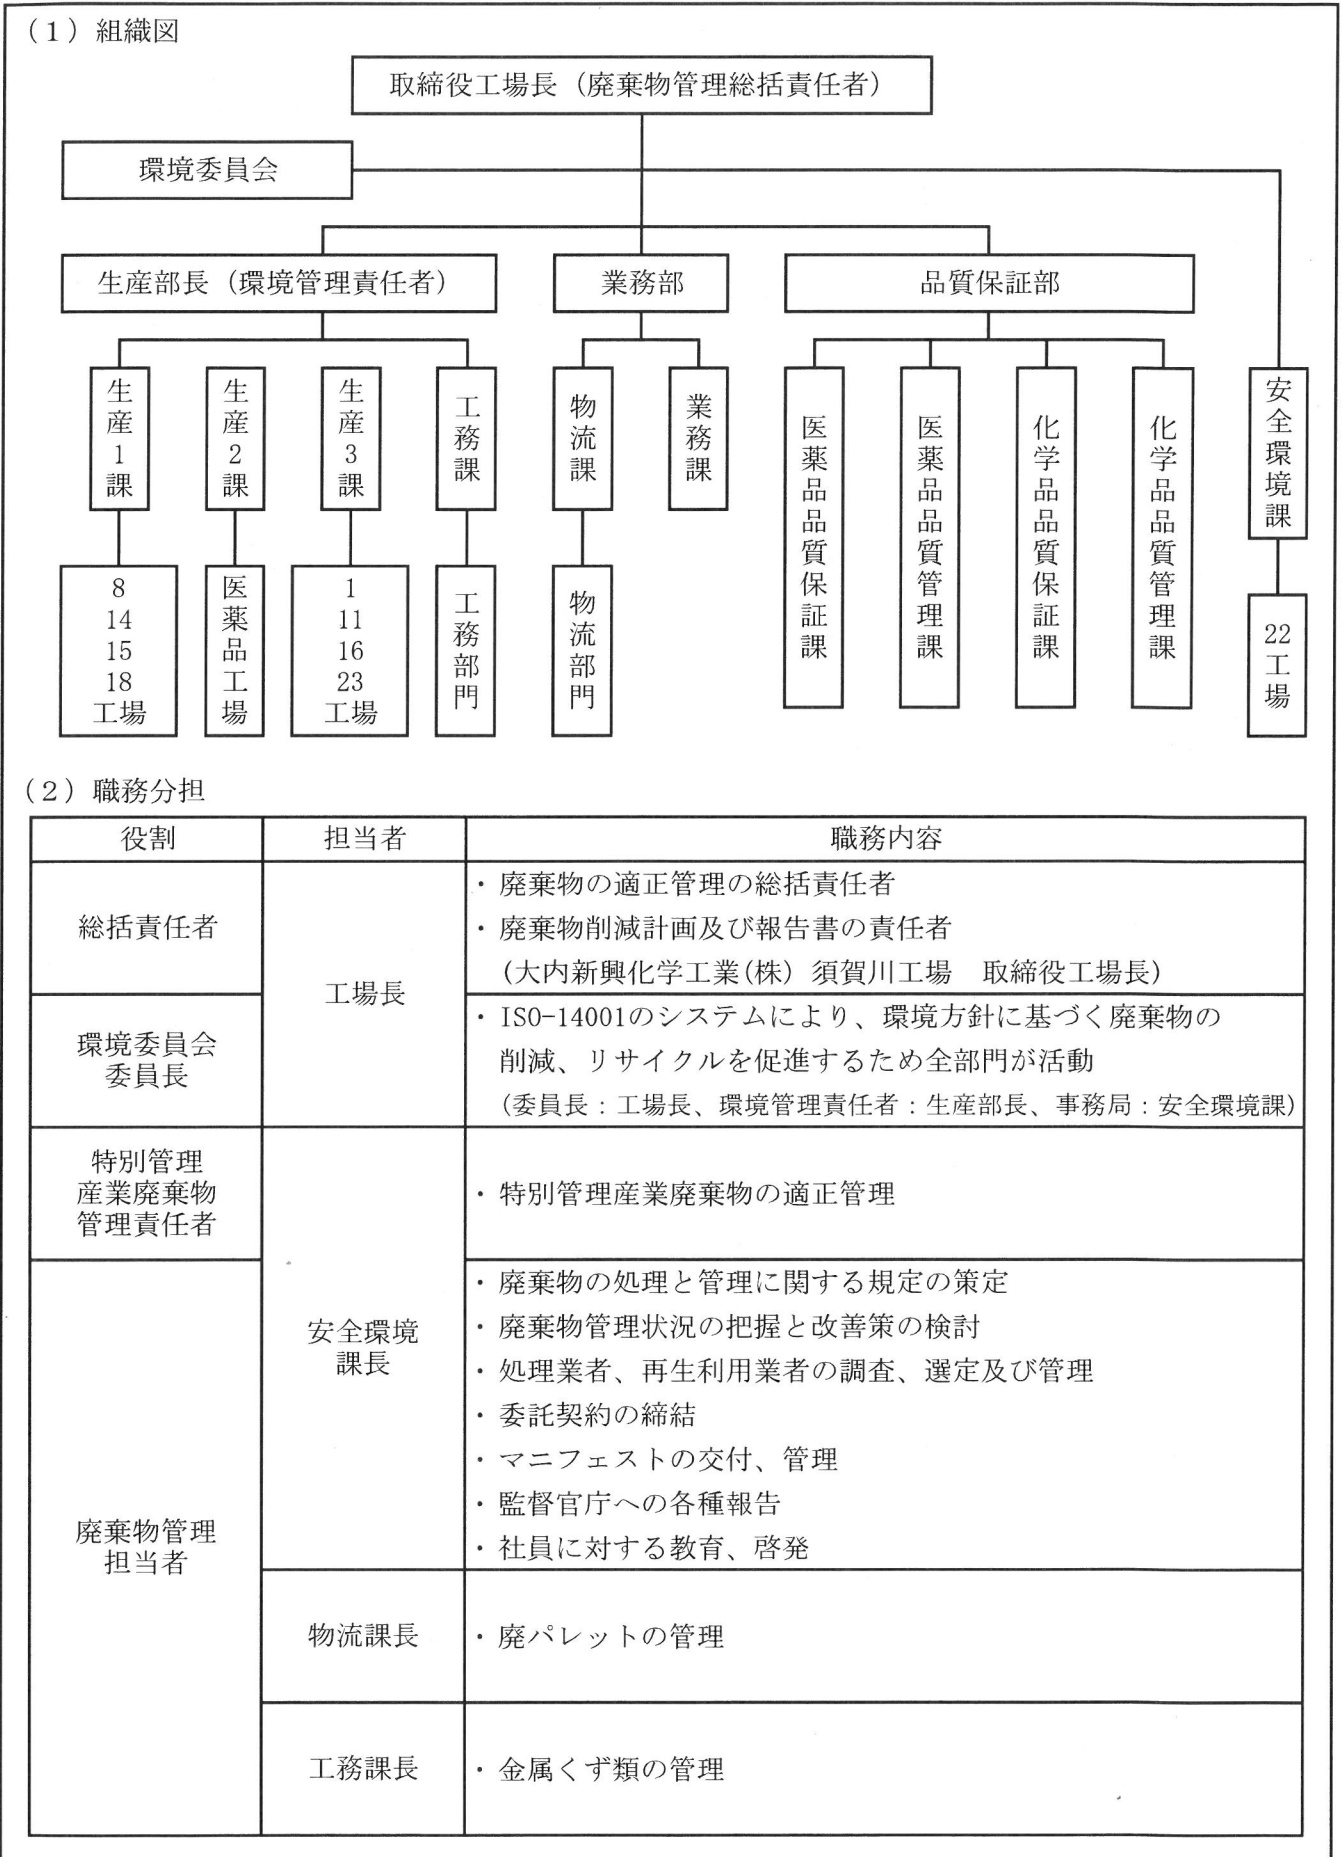 (1) 組織図
取締役工場長（廃棄物管理総括責任者）
環境委員会
生産部長（環境管理責任者）
業務部
品質保証部
生産1課
生産2課
生産3課
工務課
物流課
業務課
医薬品品質保証課
医薬品品質管理課
化学品品質保証課
化学品品質管理課
安全環境課
8
14
15
18
工場
医薬品工場
1
11
16
23
工場
工務部門
物流部門
22工場
(2) 職務分担
役割 担当者 職務内容
総括責任者
工場長
・廃棄物の適正管理の総括責任者
・廃棄物削減計画及び報告書の責任者
(大内新興化学工業(株) 須賀川工場　取締役工場長)
環境委員会
委員長
・ISO-14001のシステムにより、環境方針に基づく廃棄物の
削減、リサイクルを促進するため全部門が活動
(委員長：工場長、環境管理責任者：生産部長、事務局：安全環境課)
特別管理
産業廃棄物
管理責任者
・特別管理産業廃棄物の適正管理
安全環境
課長
廃棄物管理
担当者
・廃棄物の処理と管理に関する規定の策定
・廃棄物管理状況の把握と改善策の検討
・処理業者、再生利用業者の調査、選定及び管理
・委託契約の締結
・マニフェストの交付、管理
・監督官庁への各種報告
・社員に対する教育、啓発
物流課長
・廃パレットの管理
工務課長
・金属くず類の管理